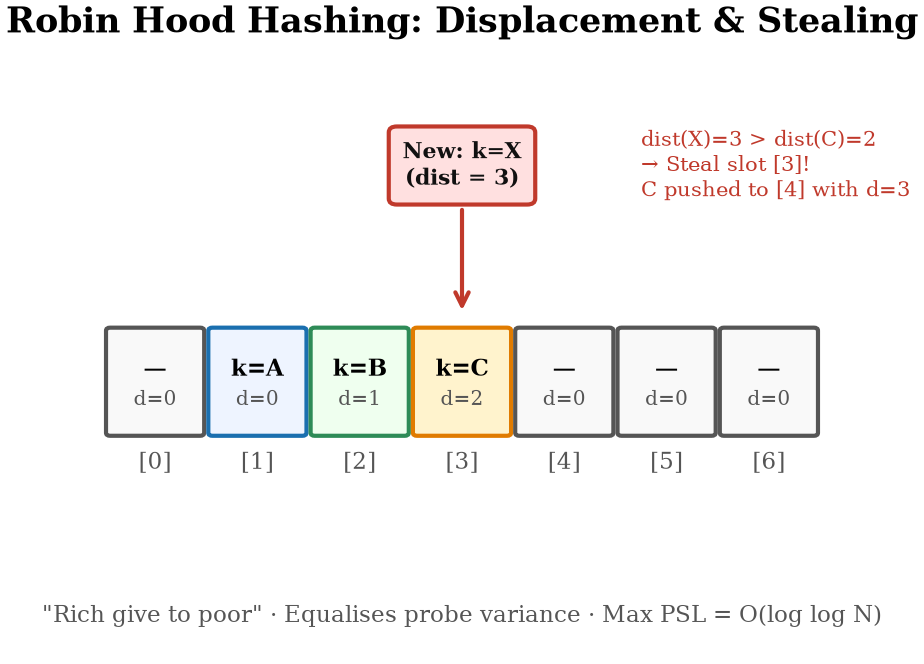 Robin Hood Hashing: Displacement & Stealing
New: k=X
(dist = 3)
dist(X)=3 > dist(C)=2
→ Steal slot [3]!
C pushed to [4] with d=3
— k=A k=B k=C — — —
d=0 d=0 d=1 d=2 d=0 d=0 d=0
[0] [1] [2] [3] [4] [5] [6]
"Rich give to poor" · Equalises probe variance · Max PSL = O(log log N)